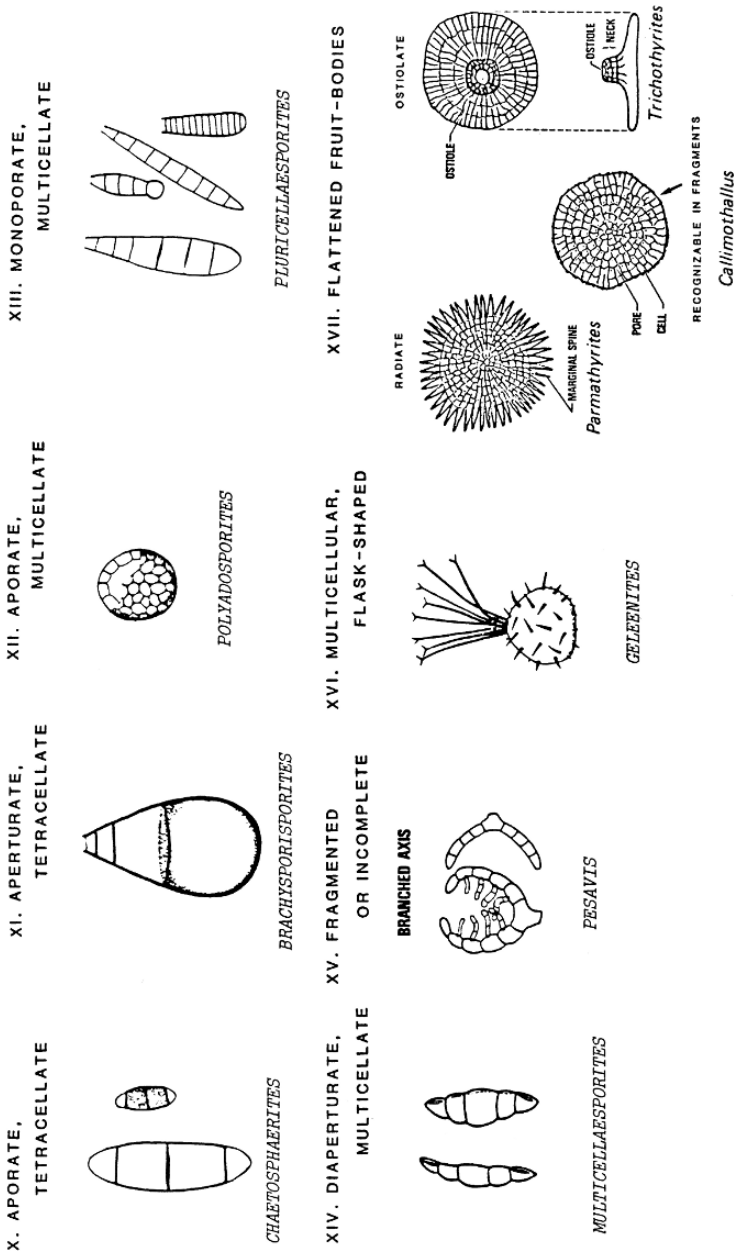 X. APORATE,
TETRACELLATE
CHAETOSPHAERITES
XI. APERTURATE,
TETRACELLATE
BRACHYSPORISPORITES
XII. APORATE,
MULTICELLATE
POLYADOSPORITES
XIII. MONOPORATE,
MULTICELLATE
PLURICELLAESPORITES
XIV. DIAPERTURATE,
MULTICELLATE
MULTICELLAESPORITES
XV. FRAGMENTED
OR INCOMPLETE
BRANCHED AXIS
PESAVIS
XVI. MULTICELLULAR,
FLASK-SHAPED
GELEENITES
XVII. FLATTENED FRUIT-BODIES
RADIATE
MARGINAL SPINE
Parmathyrites
PORE
CELL
RECOGNIZABLE IN FRAGMENTS
Callimothallus
OSTIOLATE
OSTIOLE
OSTIOLE
NECK
Trichothyrites